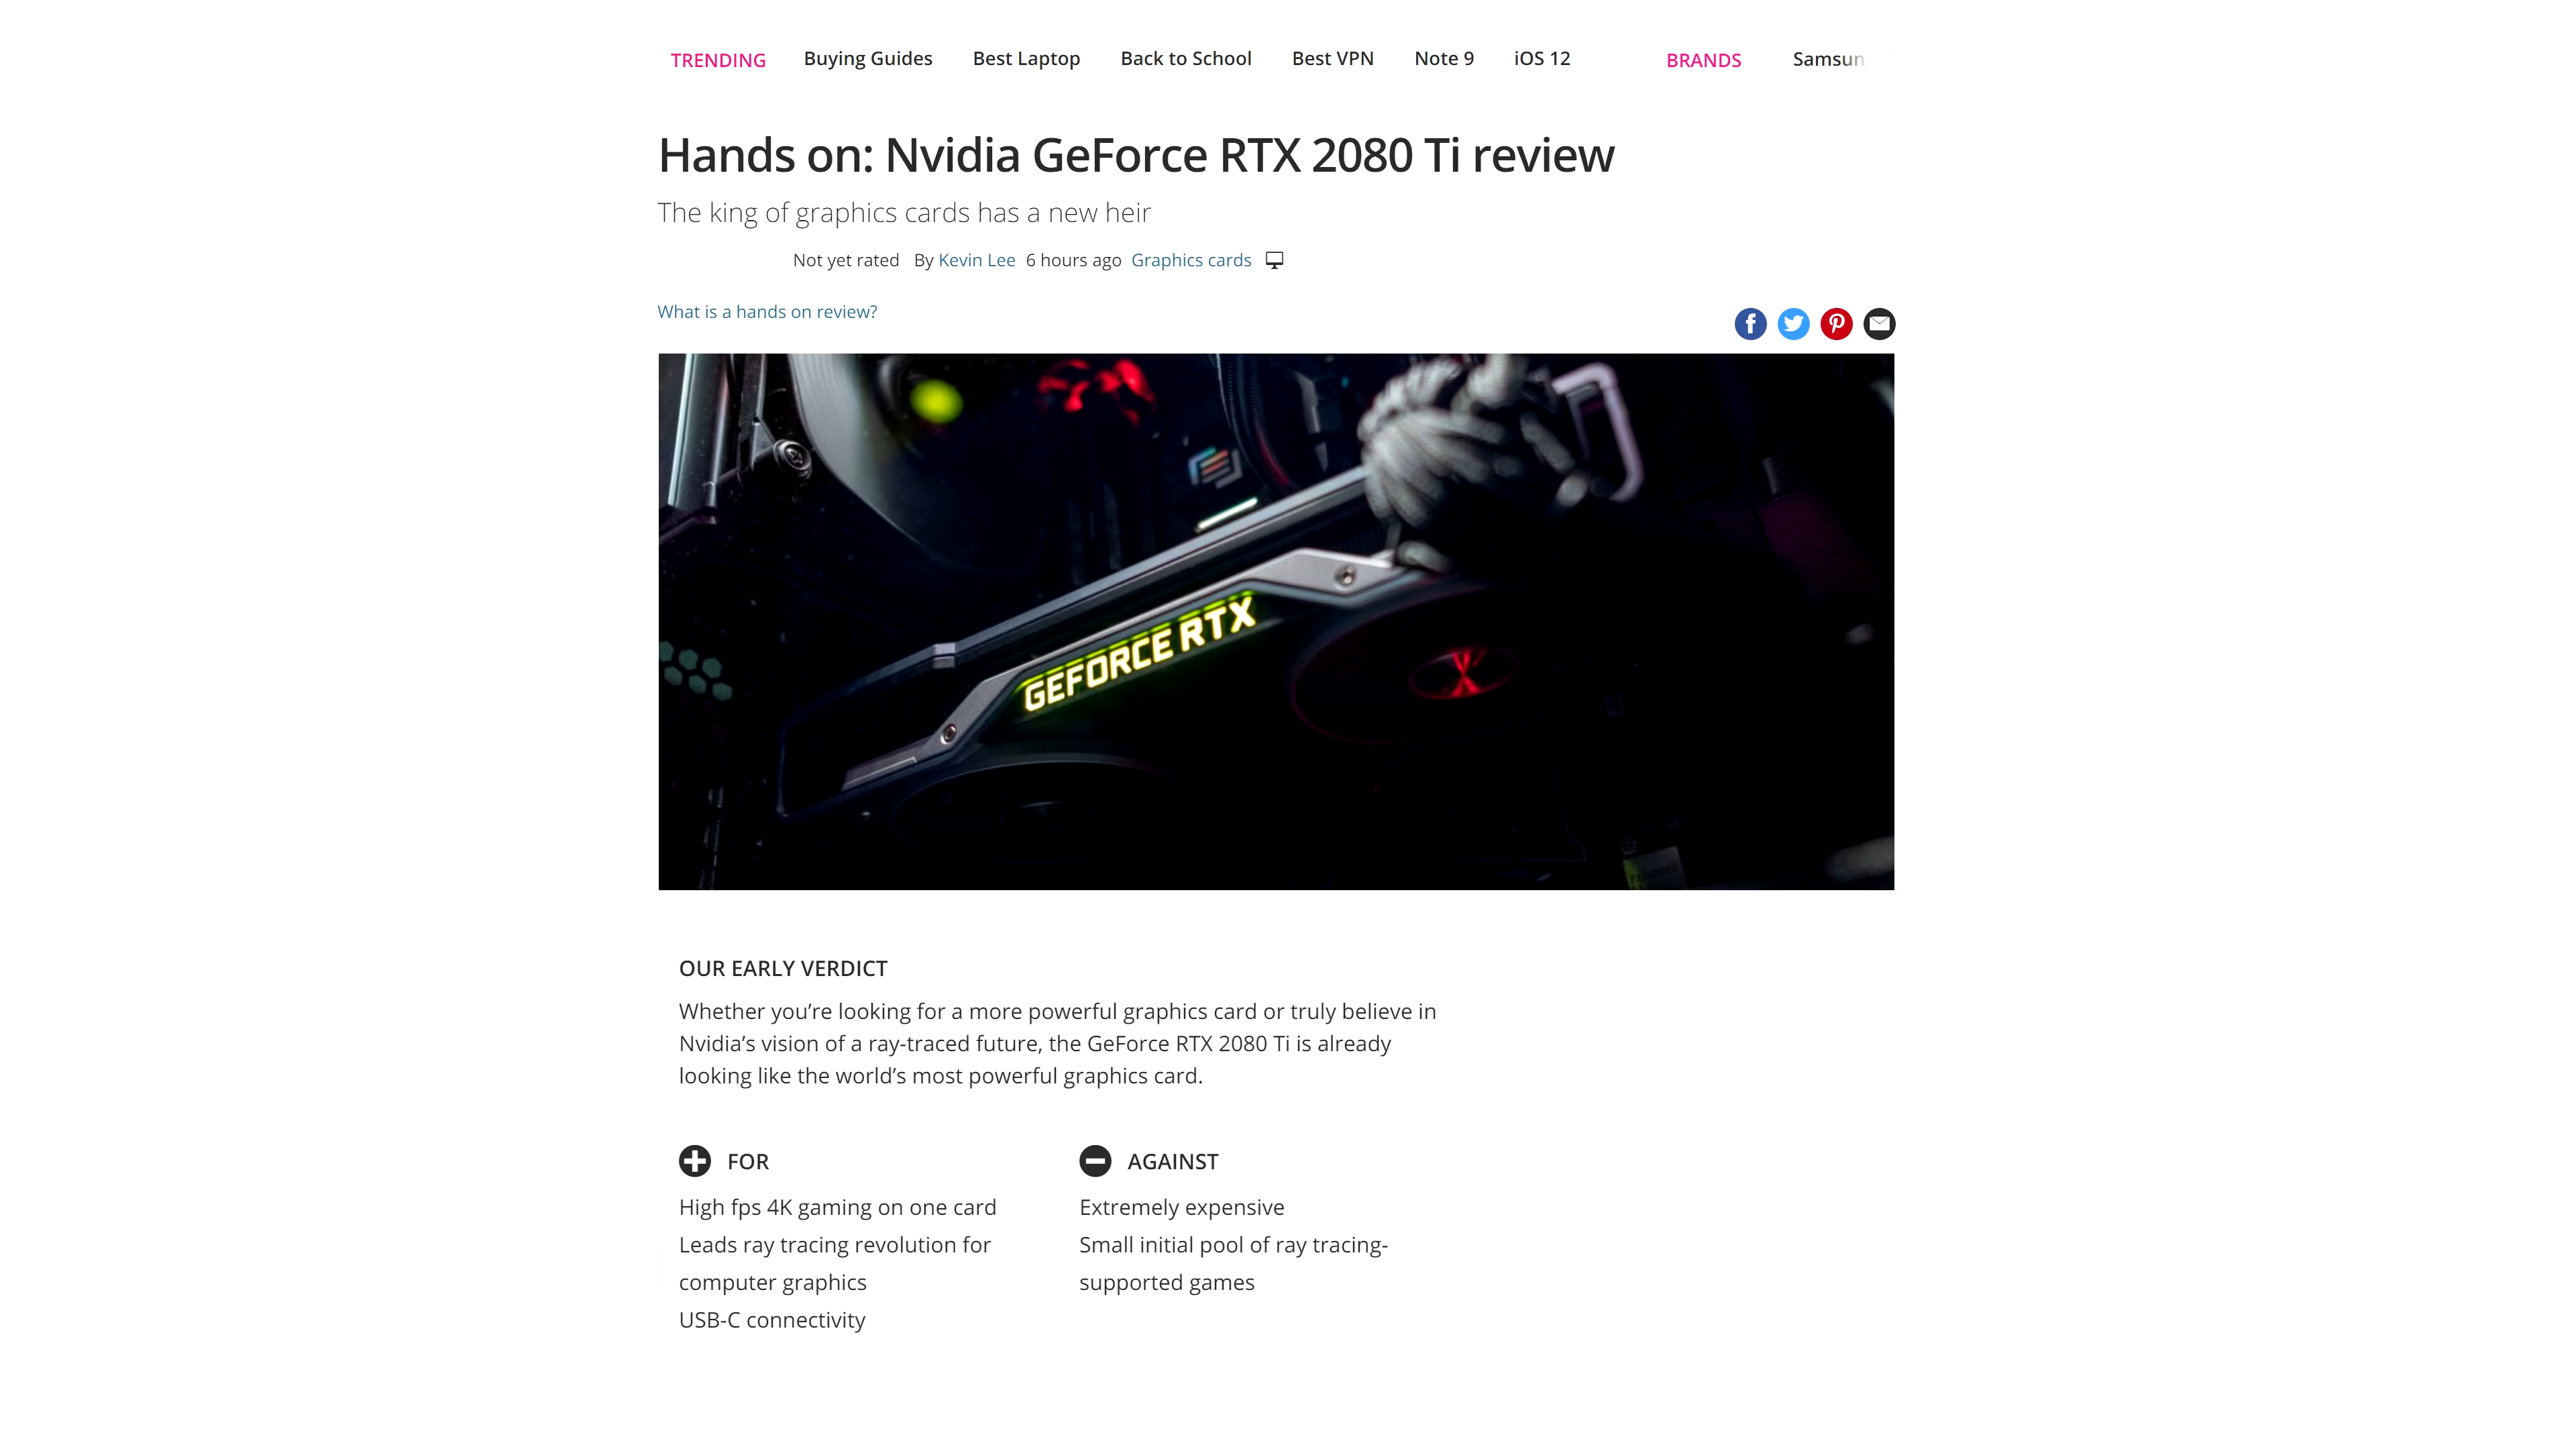 TRENDING Buying Guides Best Laptop Back to School Best VPN Note 9 iOS 12 BRANDS Samsun
Hands on: Nvidia GeForce RTX 2080 Ti review
The king of graphics cards has a new heir
Not yet rated By Kevin Lee 6 hours ago Graphics cards
What is a hands on review?
GEFORCE RTX
OUR EARLY VERDICT
Whether you’re looking for a more powerful graphics card or truly believe in
Nvidia’s vision of a ray-traced future, the GeForce RTX 2080 Ti is already
looking like the world’s most powerful graphics card.
FOR
High fps 4K gaming on one card
Leads ray tracing revolution for
computer graphics
USB-C connectivity
AGAINST
Extremely expensive
Small initial pool of ray tracing-
supported games